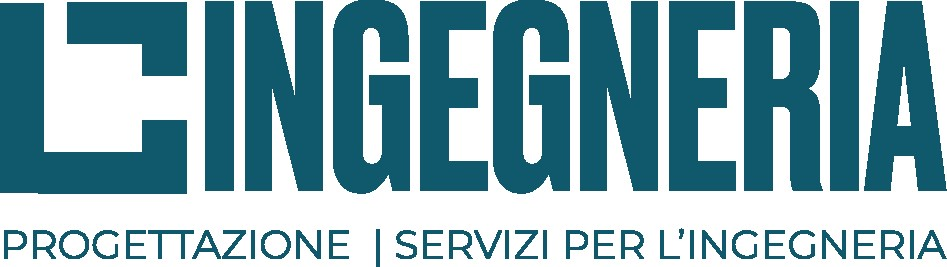 INGEGNERIA
PROGETTAZIONE | SERVIZI PER L’INGEGNERIA